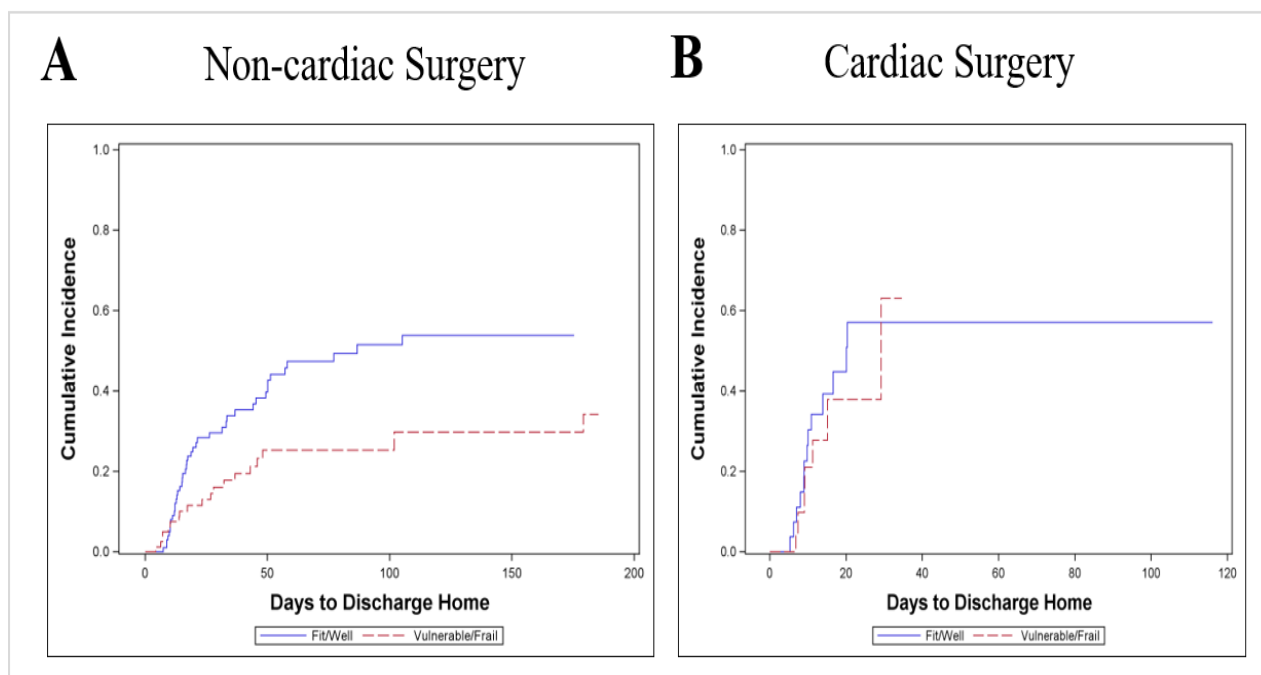 A Non-cardiac Surgery
Cumulative Incidence
1.0
0.8
0.6
0.4
0.2
0.0
0 50 100 150 200
Days to Discharge Home
Fit/Well Vulnerable/Frail
B Cardiac Surgery
Cumulative Incidence
1.0
0.8
0.6
0.4
0.2
0.0
0 20 40 60 80 100 120
Days to Discharge Home
Fit/Well Vulnerable/Frail